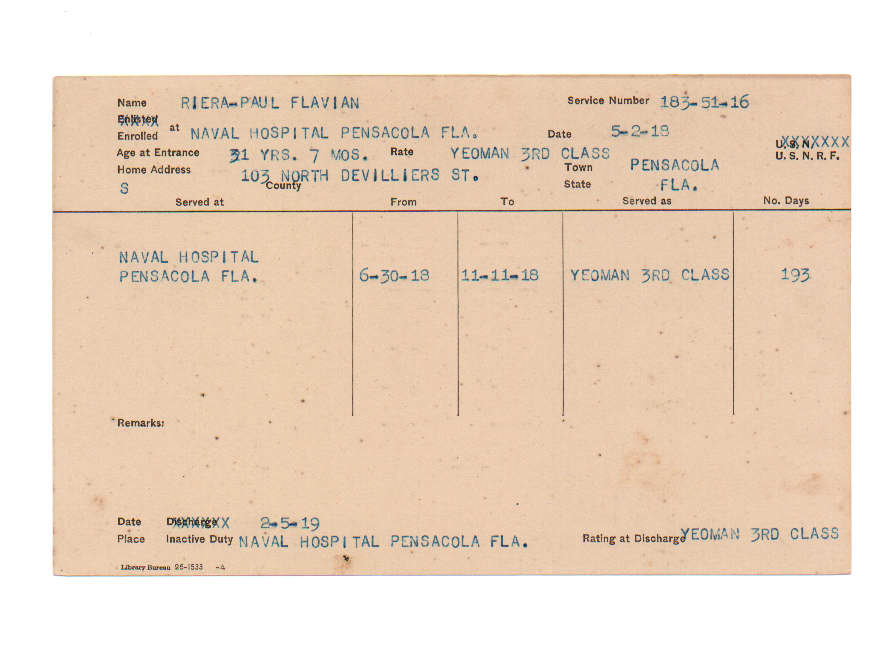 Name RIERA-PAUL FLAVIAN Service Number 183-51-16
Enlisted
Enrolled at NAVAL HOSPITAL PENSACOLA FLA. Date 5-2-18 U.S.N.
Age at Entrance 31 YRS. 7 MOS. Rate YEOMAN 3RD CLASS U. S. N. R. F.
Home Address 103 NORTH DEVILLIERS ST. Town PENSACOLA
S County State FLA.
Served at From To Served as No. Days
NAVAL HOSPITAL
PENSACOLA FLA. 6-30-18 11-11-18 YEOMAN 3RD CLASS 193
Remarks:
Date Discharge 2-5-19
Place Inactive Duty NAVAL HOSPITAL PENSACOLA FLA. Rating at Discharge YEOMAN 3RD CLASS
Library Bureau 26-1533 -4